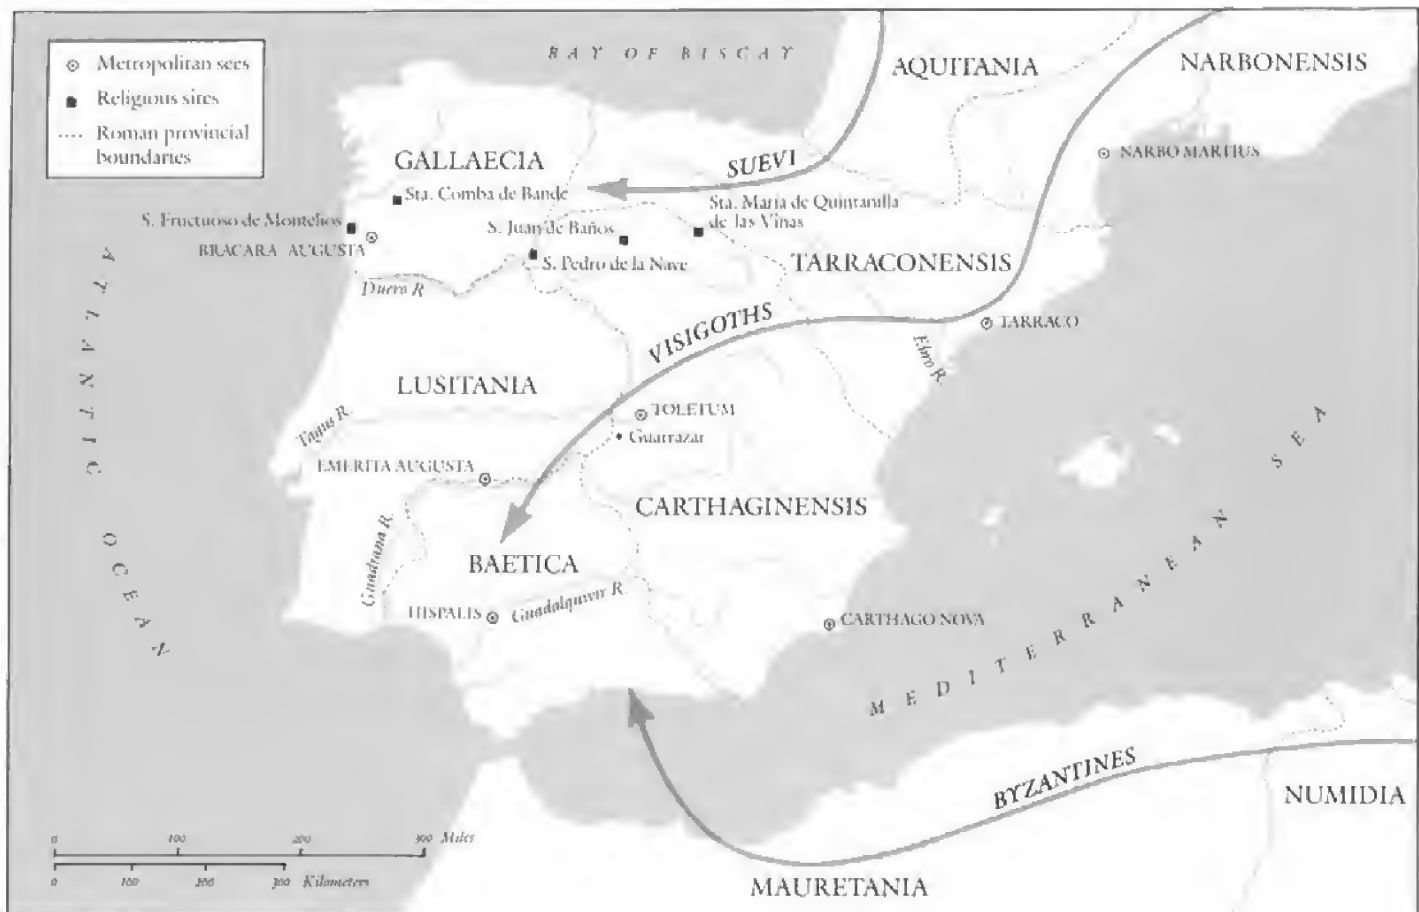 Metropolitan sees
Religious sites
Roman provincial
boundaries
BAY OF BISCAY
AQUITANIA
NARBONENSIS
GALLAECIA
SUEVI
NARBO MARTIUS
Sta. Comba de Bande
Sta. Maria de Quintanilla
de las Vinas
S. Fructuoso de Montelios
S. Juan de Baños
BRACARA AUGUSTA
S. Pedro de la Nave
TARRACONENSIS
Duero R.
ATLANTIC OCEAN
VISIGOTHS
TARRACO
Ebro R.
LUSITANIA
TOLETUM
Tagus R.
Guarrazar
EMERITA AUGUSTA
CARTHAGINENSIS
MEDITERRANEAN SEA
Guadiana R.
BAETICA
HISPALIS
Guadalquivir R.
CARTHAGO NOVA
BYZANTINES
NUMIDIA
0 100 200 300 Miles
0 100 200 300 Kilometers
MAURETANIA